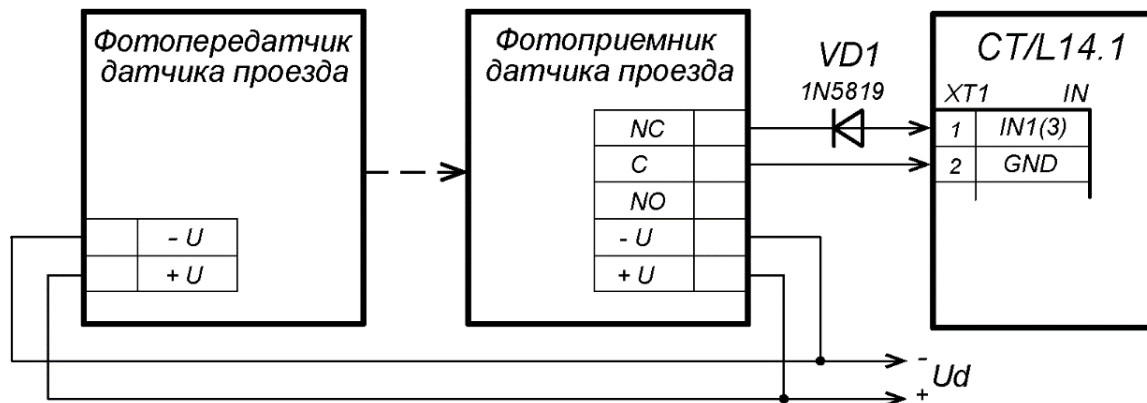 Фотопередатчик
датчика проезда
- U
+ U
Фотоприемник
датчика проезда
NC
C
NO
- U
+ U
VD1
1N5819
CT/L14.1
XT1 IN
1 IN1(3)
2 GND
-
Ud
+